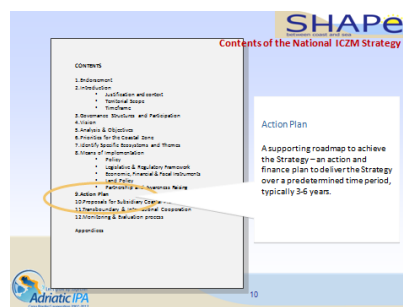 SHAPE
between coast and sea
Contents of the National ICZM Strategy
CONTENTS
1.Endorsement
2.Introduction
• Justification and context
• Territorial Scope
• Timeframe
3.Governance Structures and Participation
4.Vision
5.Analysis & Objectives
6.Priorities for the Coastal Zone
7.Identify Specific Ecosystems and Themes
8.Means of Implementation
• Policy
• Legislative & Regulatory Framework
• Economic, Financial & Fiscal Instruments
• Land Policy
• Partnership and Awareness Raising
9.Action Plan
10.Proposals for Subsidiary Coastal
11.Transboundary & International Cooperation
12.Monitoring & Evaluation process
Appendices
Action Plan
A supporting roadmap to achieve
the Strategy – an action and
finance plan to deliver the Strategy
over a predetermined time period,
typically 3-6 years.
Adriatic IPA
10